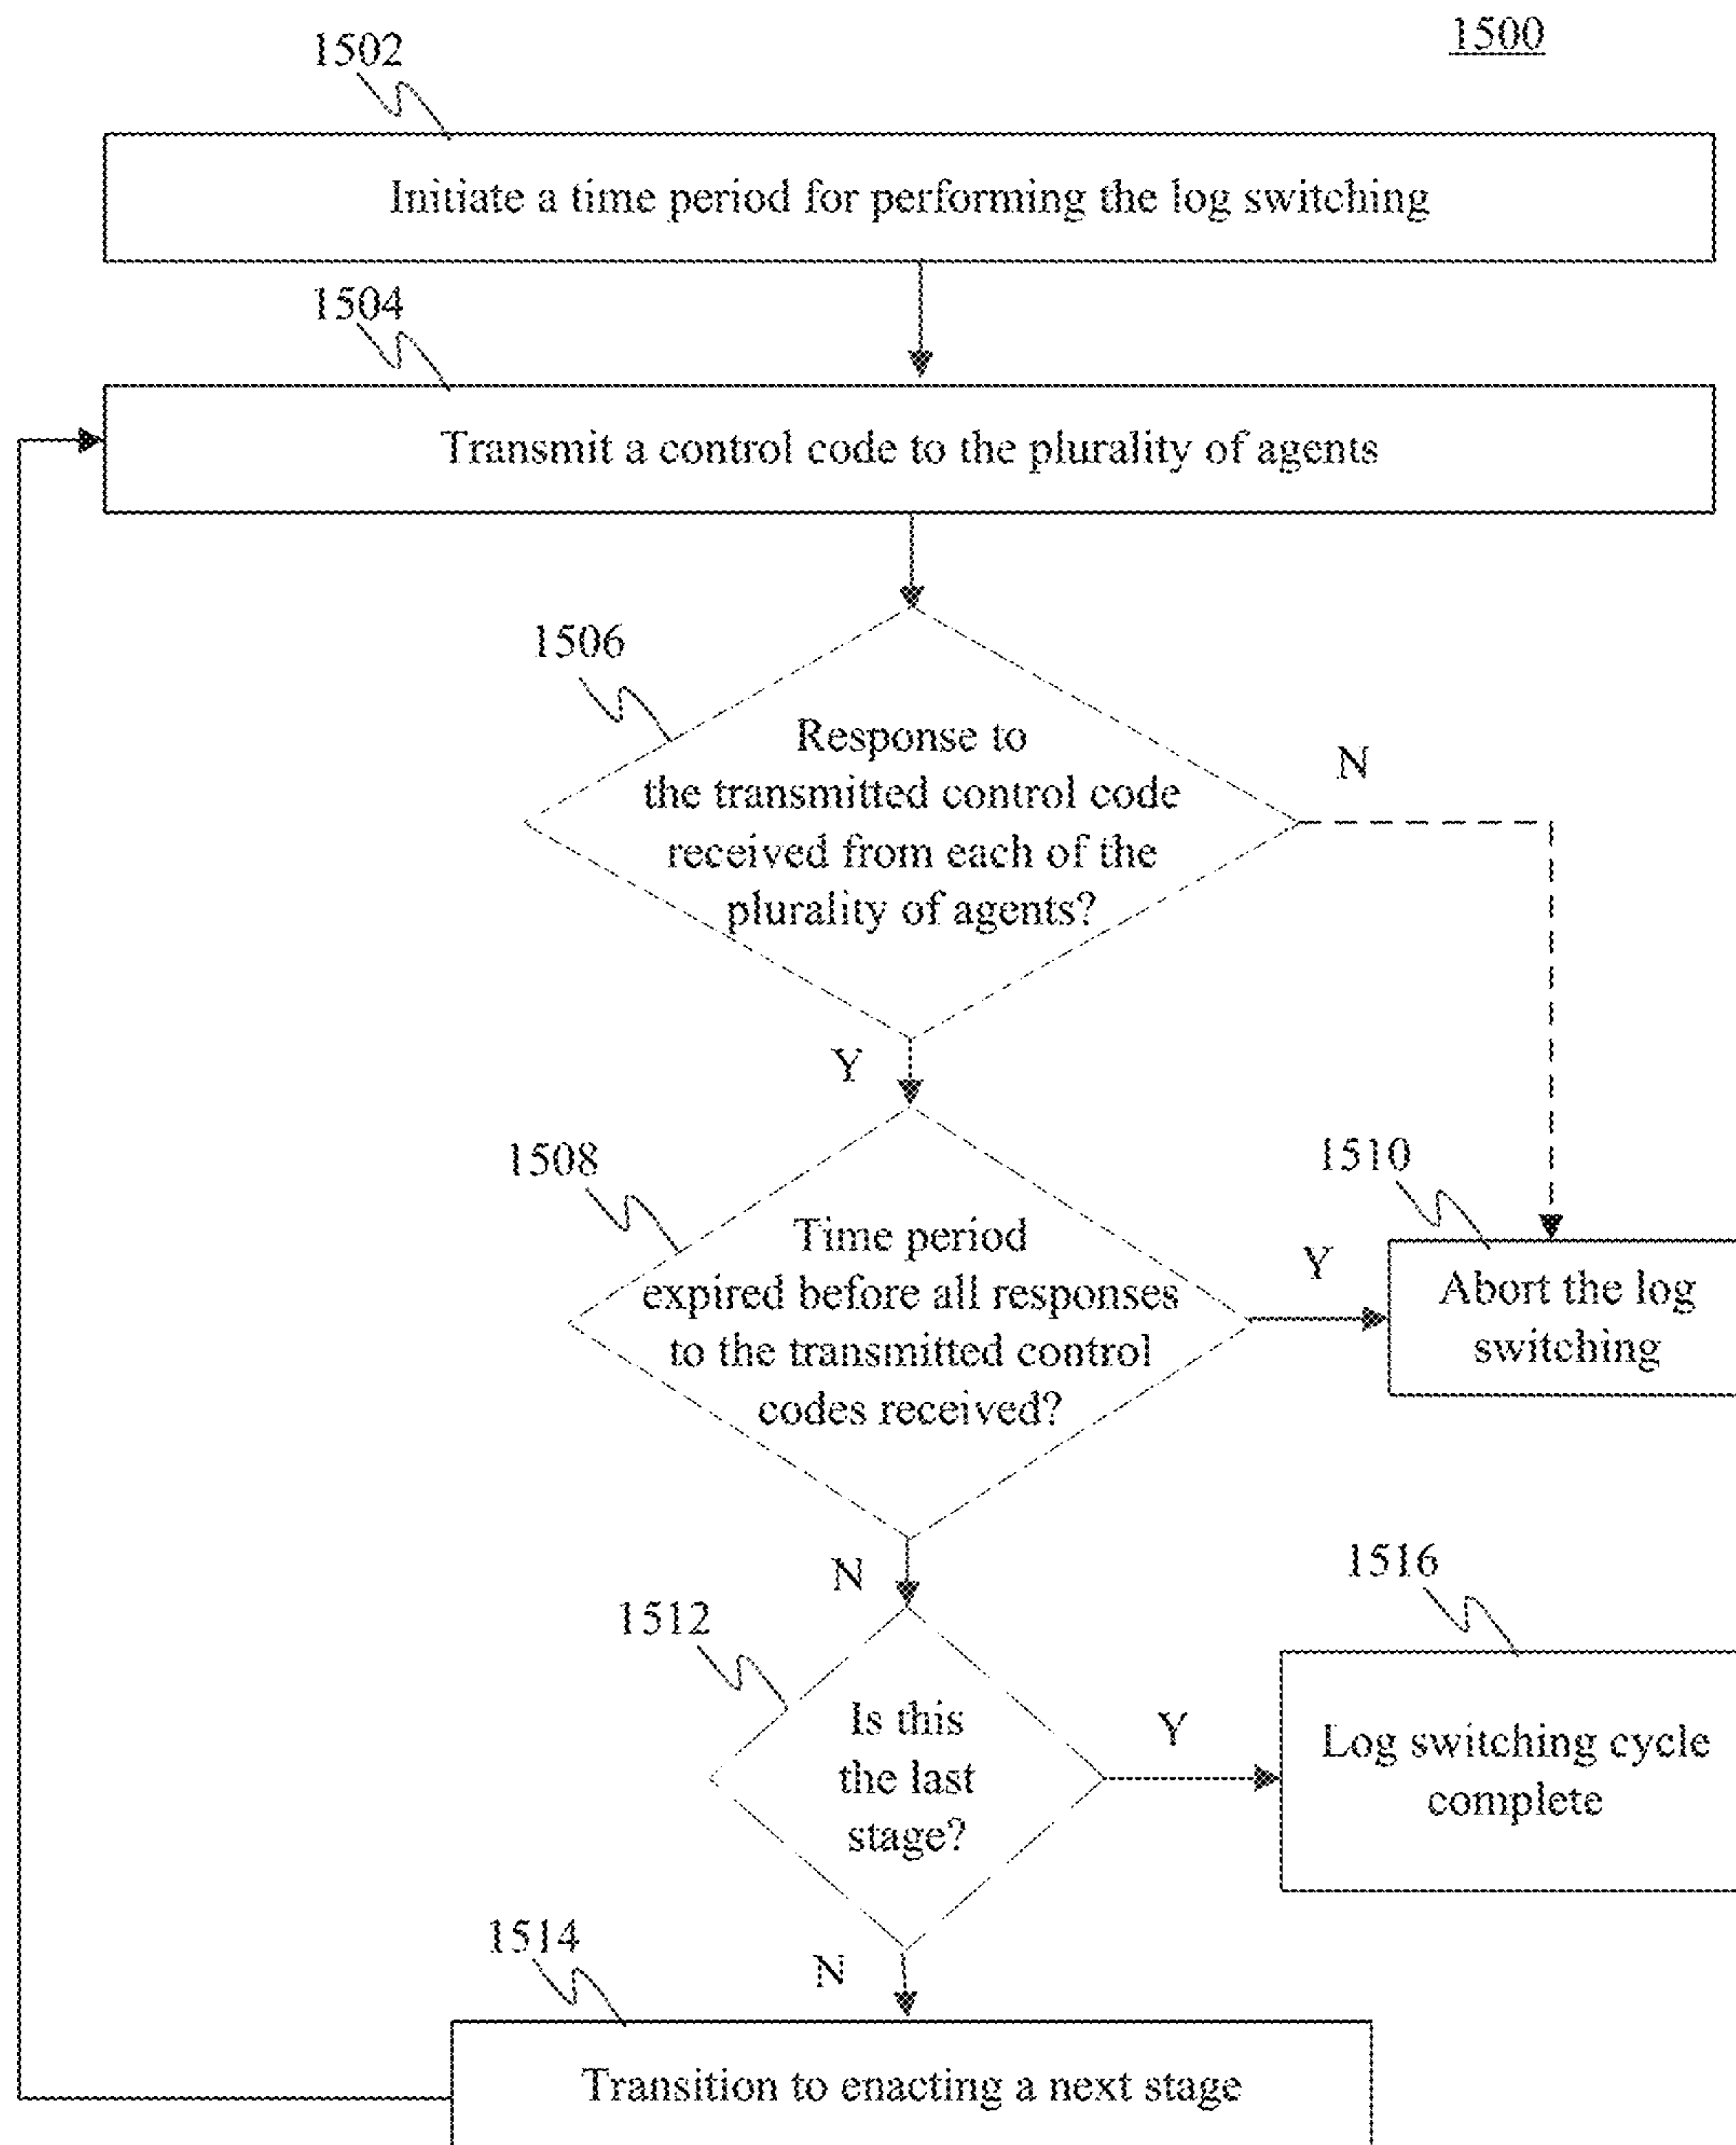 1500
1502
Initiate a time period for performing the log switching
1504
Transmit a control code to the plurality of agents
1506
Response to
the transmitted control code
received from each of the
plurality of agents?
N
Y
1508
Time period
expired before all responses
to the transmitted control
codes received?
Y
1510
Abort the log
switching
N
1512
Is this
the last
stage?
Y
1516
Log switching cycle
complete
N
1514
Transition to enacting a next stage